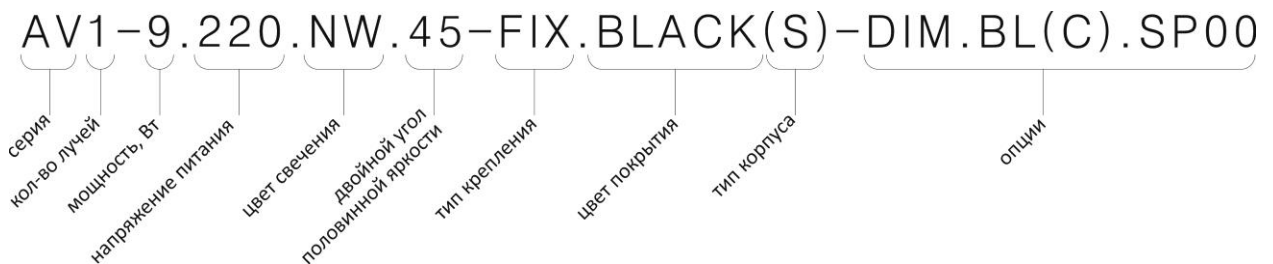 AV1-9.220.NW.45-FIX.BLACK(S)-DIM.BL(C).SP00
серия
кол-во лучей
мощность, Вт
напряжение питания
цвет свечения
двойной угол
половинной яркости
тип крепления
цвет покрытия
тип корпуса
опции